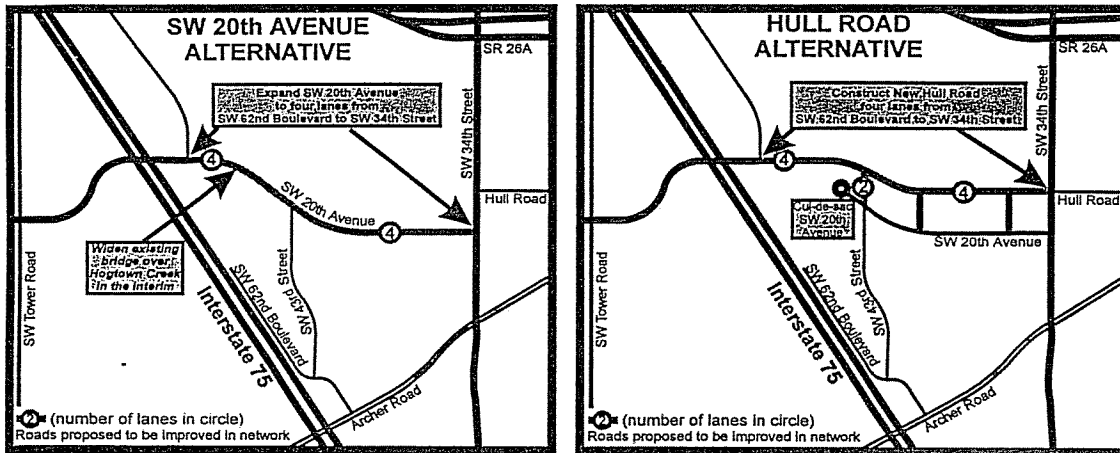 SW 20th AVENUE
ALTERNATIVE
SR 26A
Expand SW 20th Avenue
to four lanes from
SW 62nd Boulevard to SW 34th Street
SW 34th Street
4
SW 20th Avenue
Hull Road
4
Widen existing
bridge over
Hogtown Creek
in the interim
SW Tower Road
SW 43rd Street
SW 62nd Boulevard
Interstate 75
Archer Road
2 (number of lanes in circle)
Roads proposed to be improved in network
HULL ROAD
ALTERNATIVE
SR 26A
Construct New Hull Road
four lanes from
SW 62nd Boulevard to SW 34th Street
SW 34th Street
4
2
4
Hull Road
Cul-de-sac
SW 20th
Avenue
SW 20th Avenue
SW Tower Road
SW 43rd Street
SW 62nd Boulevard
Interstate 75
Archer Road
2 (number of lanes in circle)
Roads proposed to be improved in network